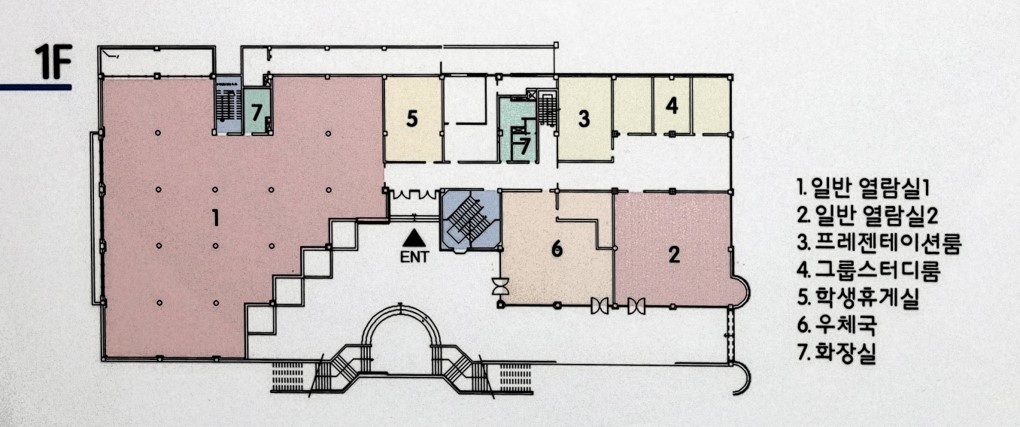 1F
7
5
3
4
7
1
6
2
ENT
1. 일반 열람실1
2. 일반 열람실2
3. 프레젠테이션룸
4. 그룹스터디룸
5. 학생휴게실
6. 우체국
7. 화장실